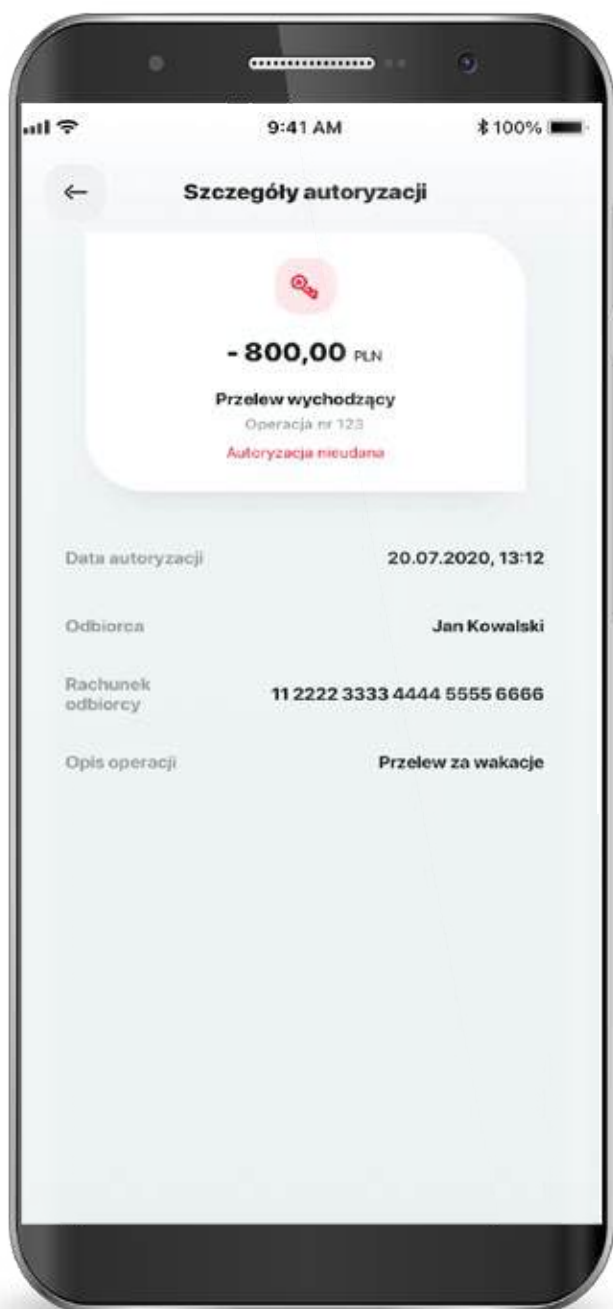 9:41 AM
100%
Szczegóły autoryzacji
- 800,00 PLN
Przelew wychodzący
Operacja nr 123
Autoryzacja nieudana
Data autoryzacji 20.07.2020, 13:12
Odbiorca Jan Kowalski
Rachunek
odbiorcy 11 2222 3333 4444 5555 6666
Opis operacji Przelew za wakacje